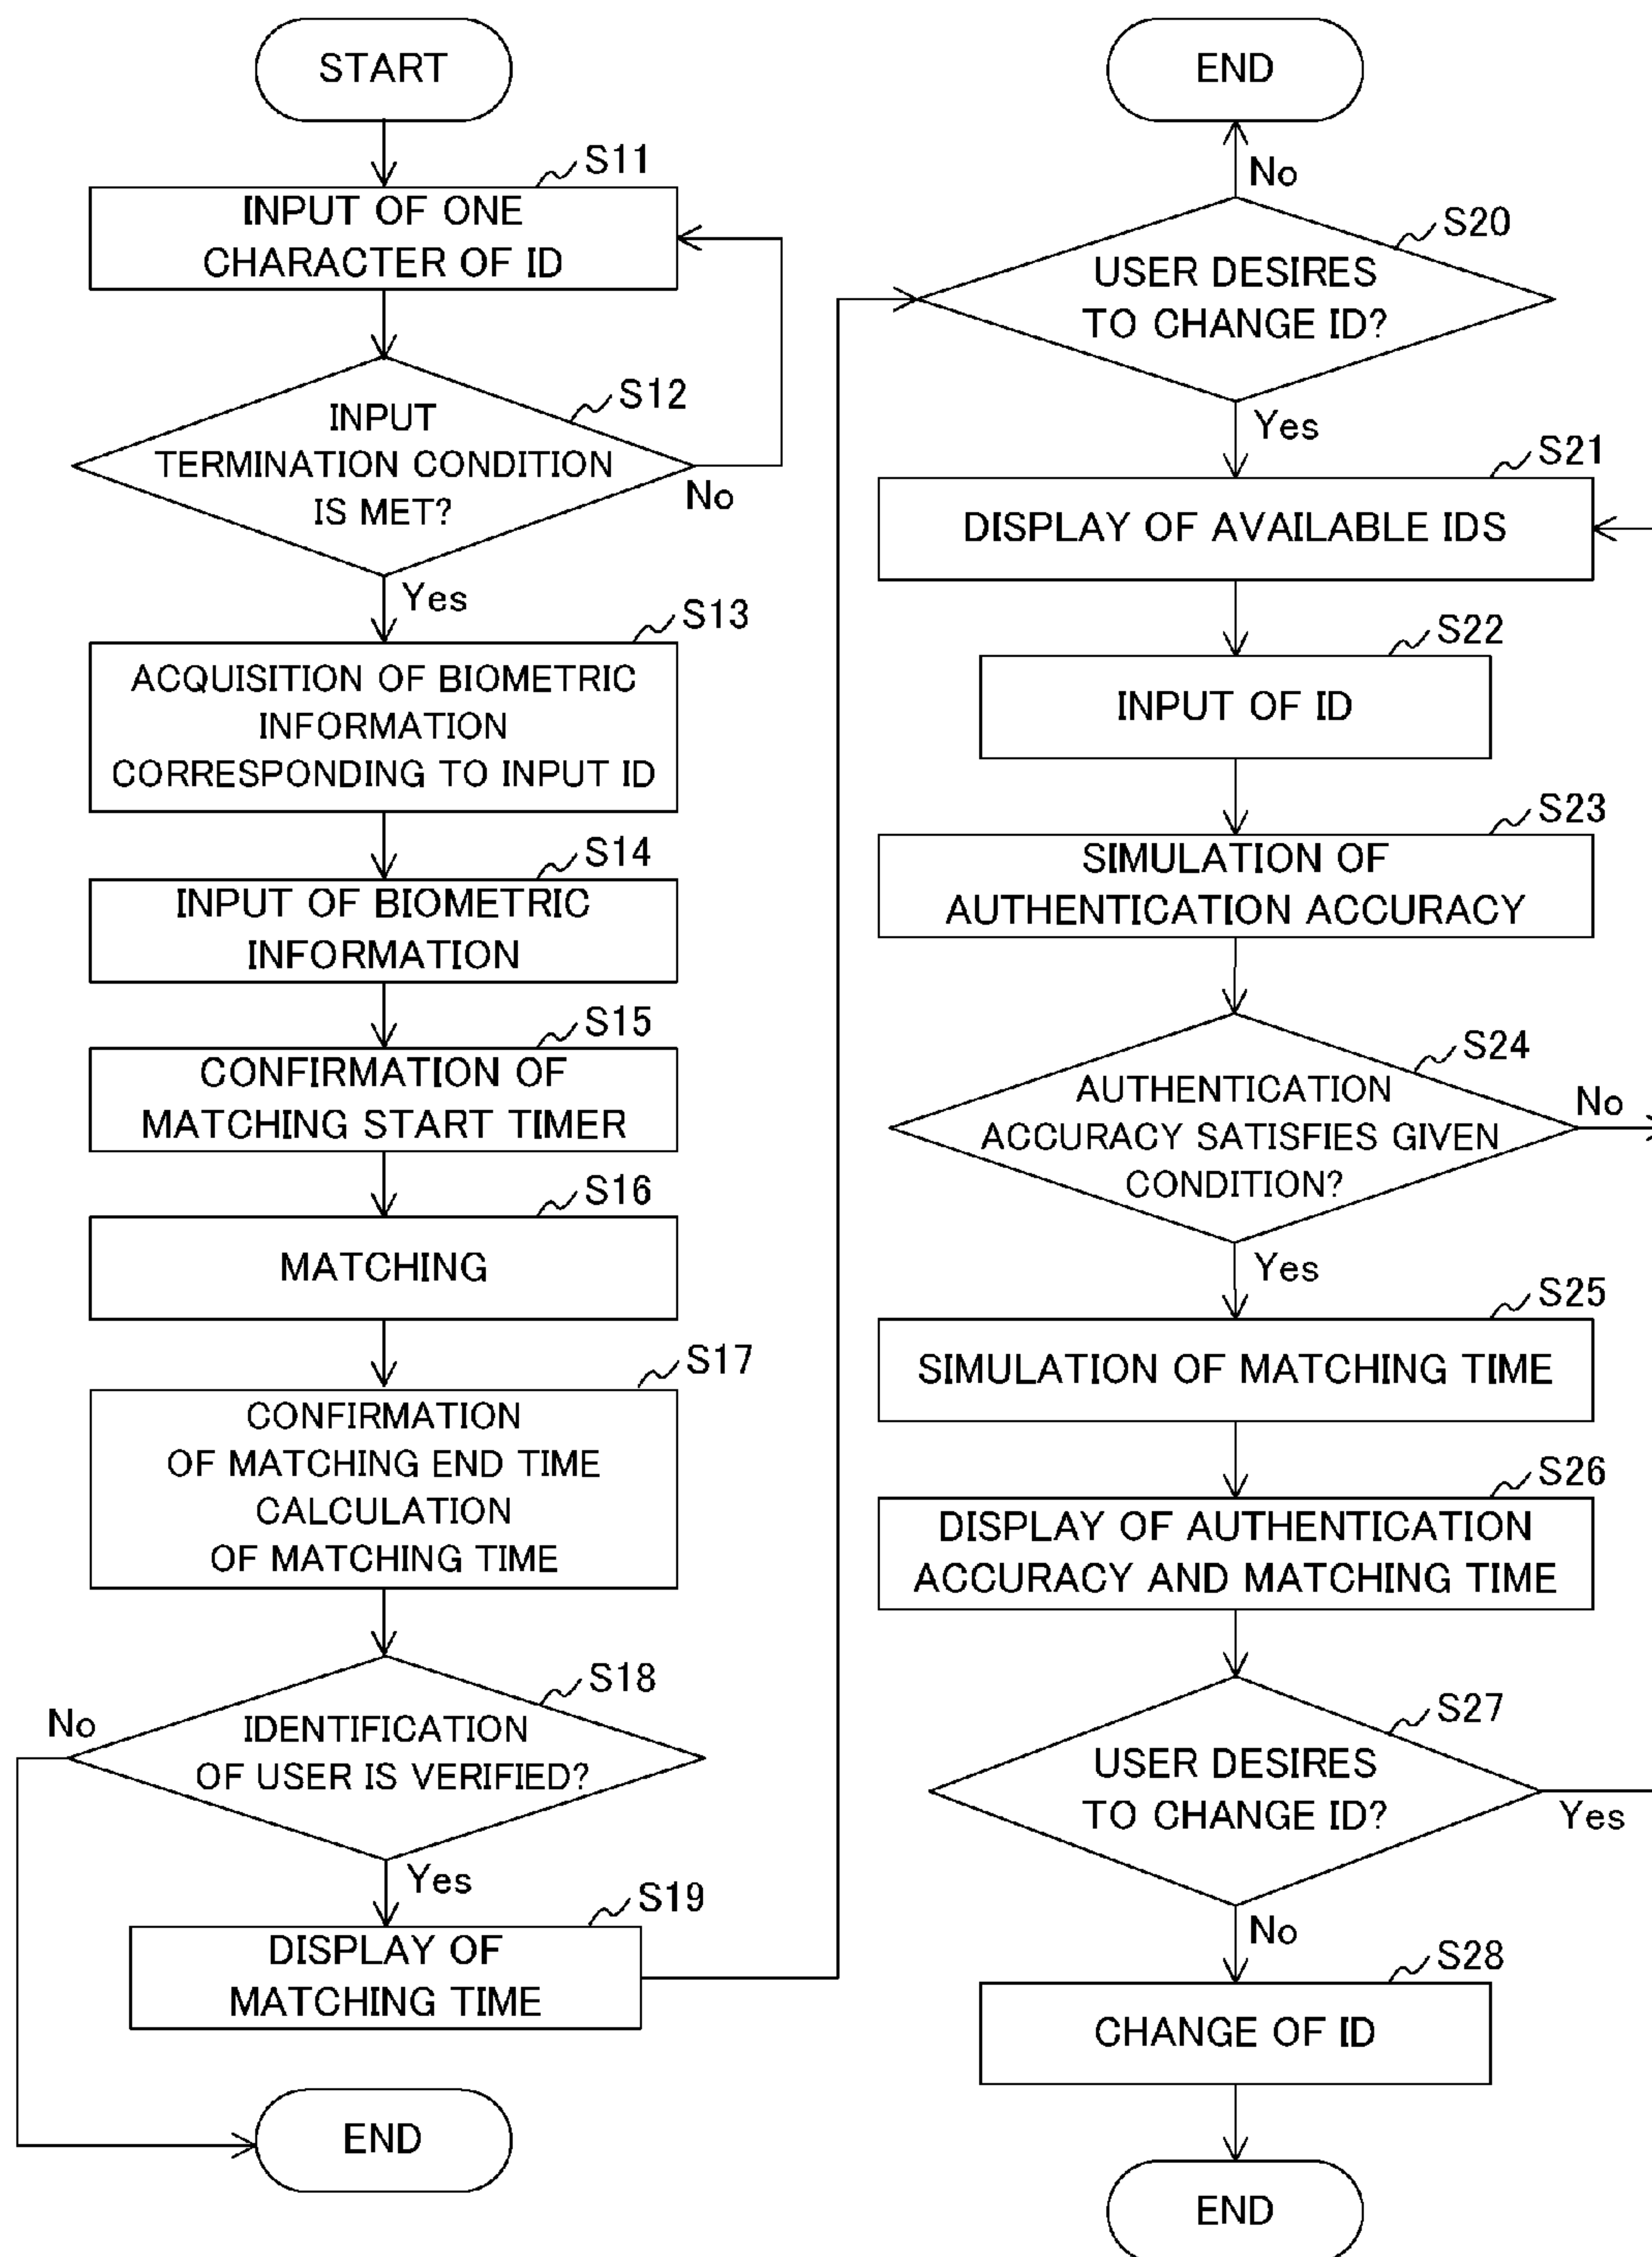 START
S11
INPUT OF ONE
CHARACTER OF ID
S12
INPUT
TERMINATION CONDITION
IS MET?
No
Yes
S13
ACQUISITION OF BIOMETRIC
INFORMATION
CORRESPONDING TO INPUT ID
S14
INPUT OF BIOMETRIC
INFORMATION
S15
CONFIRMATION OF
MATCHING START TIMER
S16
MATCHING
S17
CONFIRMATION
OF MATCHING END TIME
CALCULATION
OF MATCHING TIME
S18
No
IDENTIFICATION
OF USER IS VERIFIED?
Yes
S19
DISPLAY OF
MATCHING TIME
END
END
No
S20
USER DESIRES
TO CHANGE ID?
Yes
S21
DISPLAY OF AVAILABLE IDS
S22
INPUT OF ID
S23
SIMULATION OF
AUTHENTICATION ACCURACY
S24
AUTHENTICATION
ACCURACY SATISFIES GIVEN
CONDITION?
No
Yes
S25
SIMULATION OF MATCHING TIME
S26
DISPLAY OF AUTHENTICATION
ACCURACY AND MATCHING TIME
S27
USER DESIRES
TO CHANGE ID?
Yes
No
S28
CHANGE OF ID
END